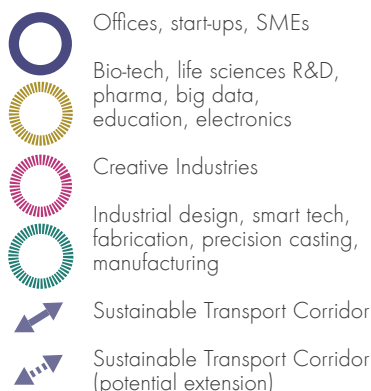 Offices, start-ups, SMEs
Bio-tech, life sciences R&D,
pharma, big data,
education, electronics
Creative Industries
Industrial design, smart tech,
fabrication, precision casting,
manufacturing
Sustainable Transport Corridor
Sustainable Transport Corridor
(potential extension)